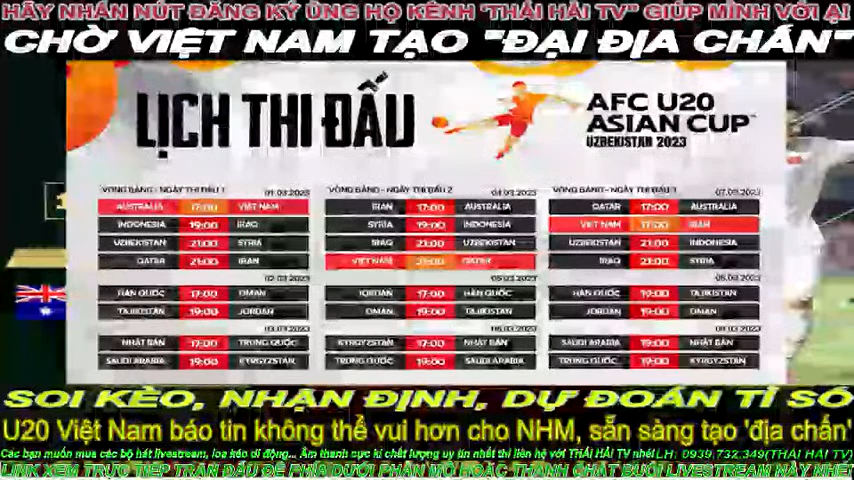 HÃY NHẤN NÚT ĐĂNG KÝ ỦNG HỘ KÊNH "THÁI HẢI TV" GIÚP MÌNH VỚI Ạ!
CHỜ VIỆT NAM TẠO "ĐẠI ĐỊA CHẤN"
LỊCH THI ĐẤU
AFC U20
ASIAN CUP
UZBEKISTAN 2023
VÒNG BẢNG - NGÀY THI ĐẤU 1 01.03.2023
AUSTRALIA 17:00 VIỆT NAM
INDONESIA 19:00 IRAQ
UZBEKISTAN 21:00 SYRIA
QATAR 21:00 IRAN
02.03.2023
HÀN QUỐC 17:00 OMAN
TAJIKISTAN 19:00 JORDAN
03.03.2023
NHẬT BẢN 17:00 TRUNG QUỐC
SAUDI ARABIA 19:00 KYRGYZSTAN
VÒNG BẢNG - NGÀY THI ĐẤU 2 04.03.2023
IRAN 17:00 AUSTRALIA
SYRIA 19:00 INDONESIA
IRAQ 21:00 UZBEKISTAN
VIỆT NAM 21:00 QATAR
05.03.2023
JORDAN 17:00 HÀN QUỐC
OMAN 19:00 TAJIKISTAN
06.03.2023
KYRGYZSTAN 17:00 NHẬT BẢN
TRUNG QUỐC 19:00 SAUDI ARABIA
VÒNG BẢNG - NGÀY THI ĐẤU 3 07.03.2023
QATAR 17:00 AUSTRALIA
VIỆT NAM 17:00 IRAN
UZBEKISTAN 21:00 INDONESIA
IRAQ 21:00 SYRIA
08.03.2023
HÀN QUỐC 17:00 TAJIKISTAN
JORDAN 19:00 OMAN
09.03.2023
SAUDI ARABIA 17:00 NHẬT BẢN
TRUNG QUỐC 19:00 KYRGYZSTAN
SOI KÈO, NHẬN ĐỊNH, DỰ ĐOÁN TỈ SỐ
U20 Việt Nam báo tin không thể vui hơn cho NHM, sẵn sàng tạo 'địa chấn'
Các bạn muốn mua các bộ hát livestream, loa kéo di động... Âm thanh cực kì chất lượng uy tín nhất thì liên hệ với THÁI HẢI TV nhé! LH: 0939.732.349(THÁI HẢI TV)
LINK XEM TRỰC TIẾP TRẬN ĐẤU ĐỂ PHÍA DƯỚI PHẦN MÔ HOẶC THANH CHÁT BUỔI LIVESTREAM NÀY NHÉ!